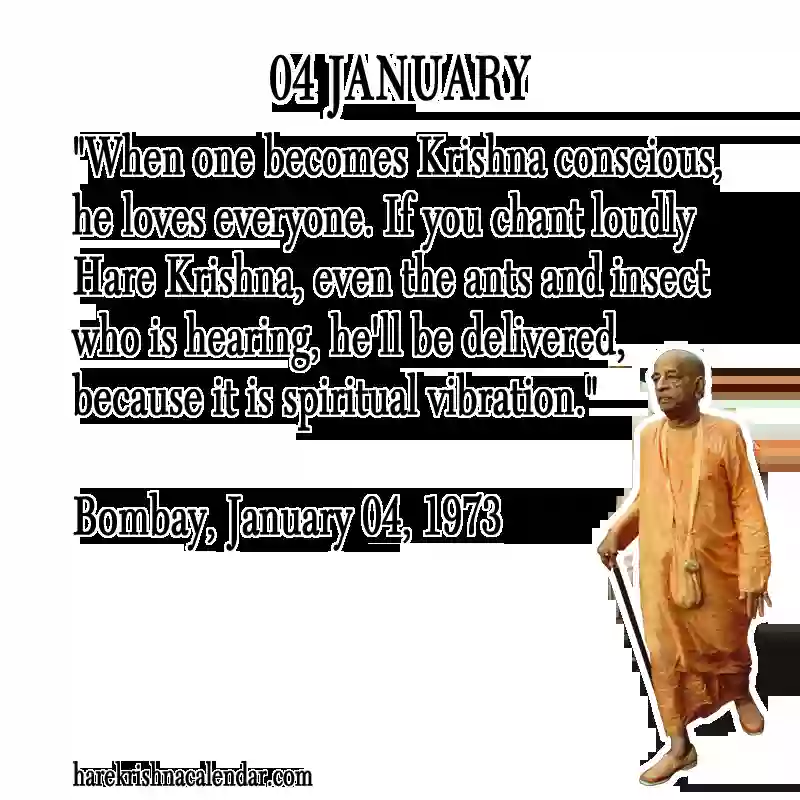 04 JANUARY
"When one becomes Krishna conscious,
he loves everyone. If you chant loudly
Hare Krishna, even the ants and insect
who is hearing, he'll be delivered,
because it is spiritual vibration."
Bombay, January 04, 1973
harekrishnacalendar.com